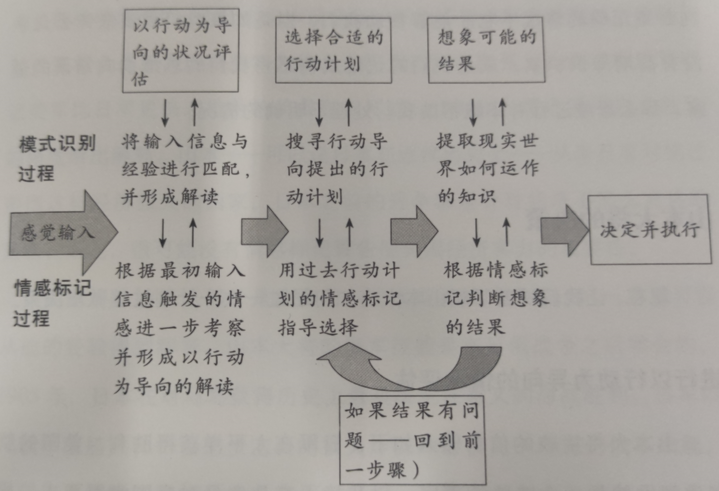 以行动为导
向的状况评
估
选择合适的
行动计划
想象可能的
结果
模式识别
过程
将输入信息与
经验进行匹配，
并形成解读
搜寻行动导
向提出的行
动计划
提取现实世
界如何运作
的知识
感觉输入
决定并执行
情感标记
过程
根据最初输入
信息触发的情
感进一步考察
并形成以行动
为导向的解读
用过去行动计
划的情感标记
指导选择
根据情感标
记判断想象
的结果
如果结果有问
题——回到前
一步骤）